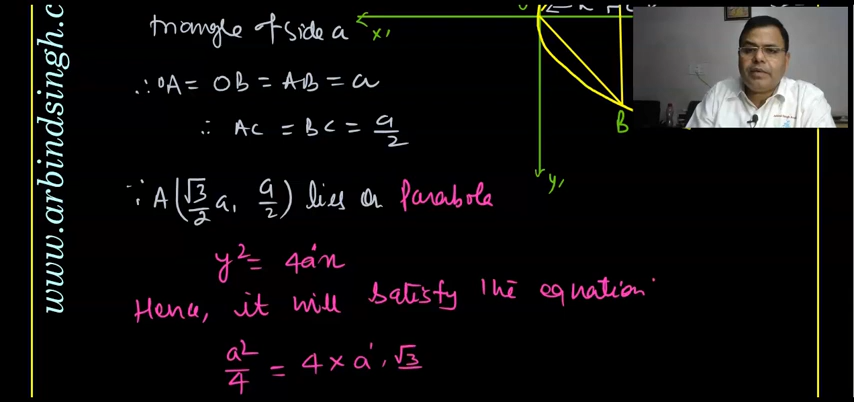 www.arbindsingh.c
triangle of side a
x'
∴ OA = OB = AB = a
∴ AC = BC = a/2
B
y'
∵ A(√3/2 a, a/2) lies on Parabola
y² = 4a'x
Hence, it will satisfy the equation
a²/4 = 4 × a' . √3